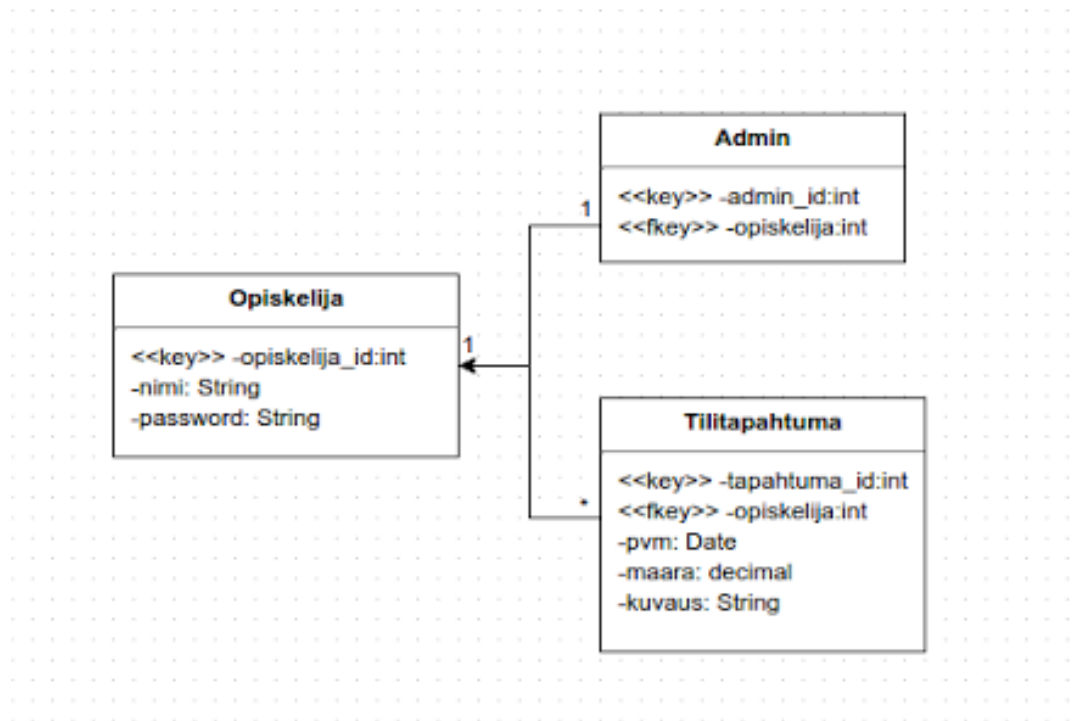 Admin
<<key>> -admin_id:int
<<fkey>> -opiskelija:int
1
Opiskelija
<<key>> -opiskelija_id:int
-nimi: String
-password: String
1
Tilitapahtuma
<<key>> -tapahtuma_id:int
<<fkey>> -opiskelija:int
-pvm: Date
-maara: decimal
-kuvaus: String
*